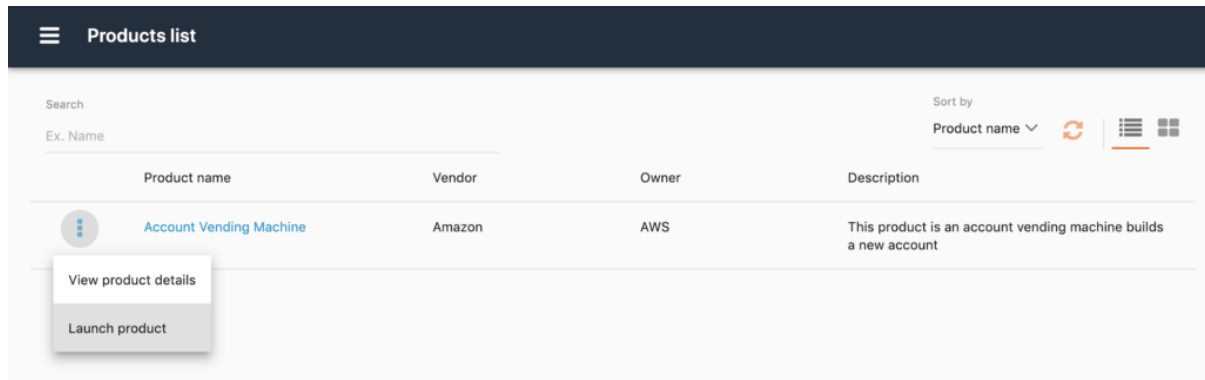 Products list
Search
Sort by
Ex. Name
Product name
Product name
Vendor
Owner
Description
Account Vending Machine
Amazon
AWS
This product is an account vending machine builds
a new account
View product details
Launch product